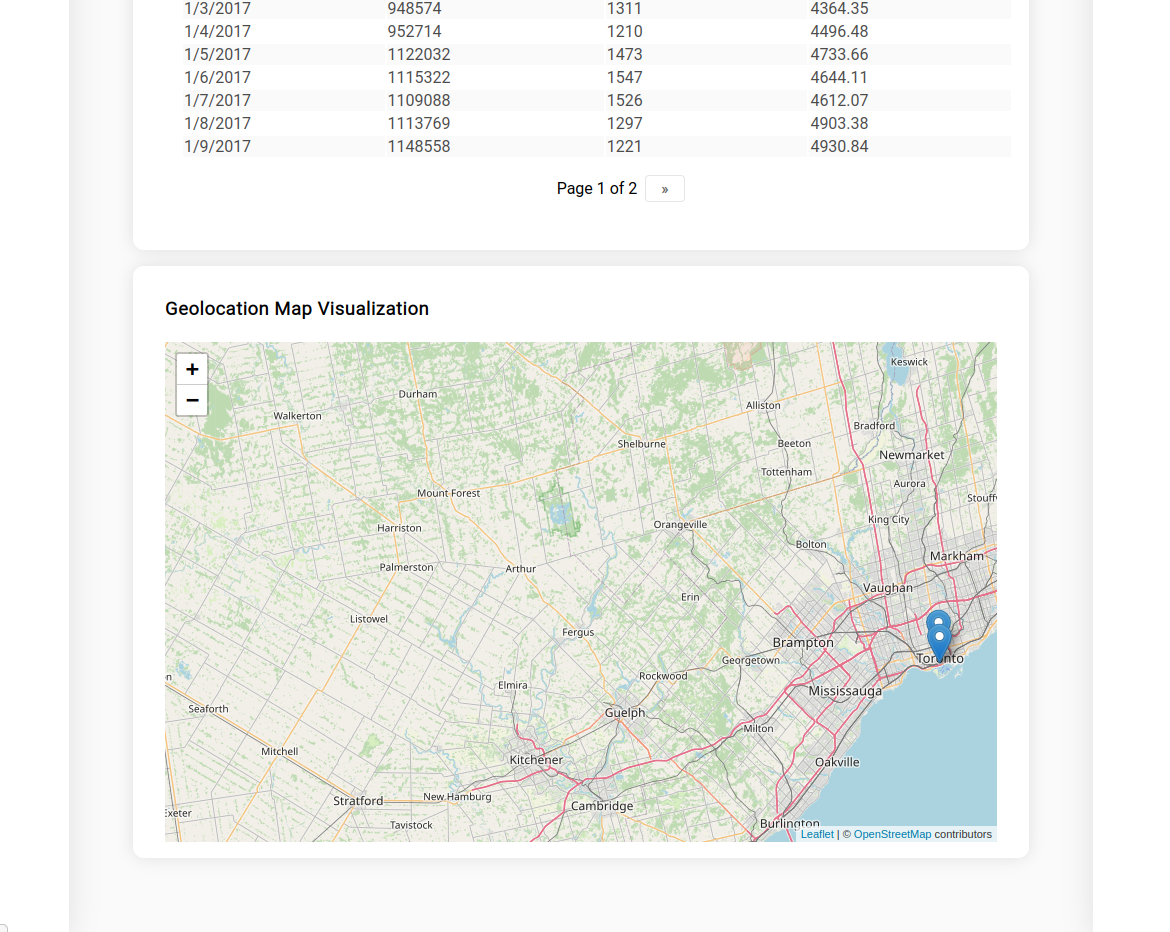 1/3/2017 948574 1311 4364.35
1/4/2017 952714 1210 4496.48
1/5/2017 1122032 1473 4733.66
1/6/2017 1115322 1547 4644.11
1/7/2017 1109088 1526 4612.07
1/8/2017 1113769 1297 4903.38
1/9/2017 1148558 1221 4930.84
Page 1 of 2 »
Geolocation Map Visualization
+
−
Keswick
Durham
Alliston
Walkerton
Bradford
Shelburne
Beeton
Newmarket
Tottenham
Aurora
Mount Forest
Stouffv
King City
Orangeville
Harriston
Bolton
Markham
Palmerston
Arthur
Vaughan
Erin
Listowel
Fergus
Brampton
Toronto
Georgetown
Rockwood
n
Elmira
Mississauga
Seaforth
Guelph
Milton
Mitchell
Kitchener
Oakville
New Hamburg
Stratford
Cambridge
Exeter
Burlington
Tavistock
Leaflet | © OpenStreetMap contributors